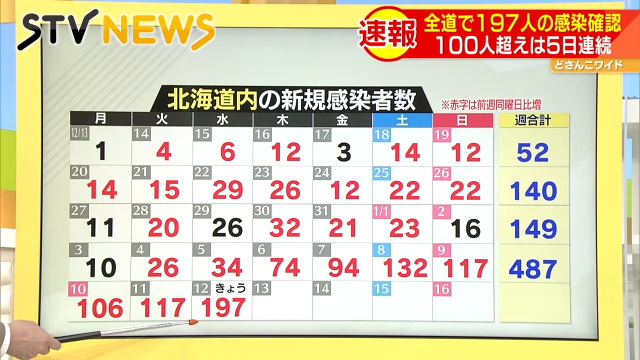 STV NEWS
速報
全道で197人の感染確認
100人超えは5日連続
どさんこワイド
北海道内の新規感染者数
※赤字は前週同曜日比増
月 火 水 木 金 土 日 週合計
12/13 14 15 16 17 18 19
1 4 6 12 3 14 12 52
20 21 22 23 24 25 26
14 15 29 26 12 22 22 140
27 28 29 30 31 1/1 2
11 20 26 32 21 23 16 149
3 4 5 6 7 8 9
10 26 34 74 94 132 117 487
10 11 12 きょう 13 14 15 16
106 117 197